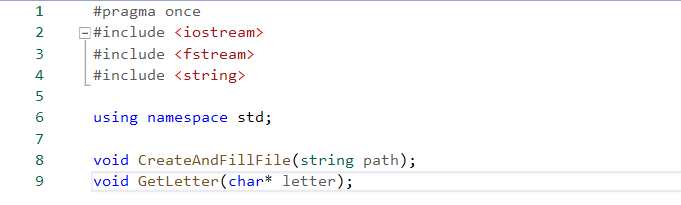 1 #pragma once
2 #include <iostream>
3 #include <fstream>
4 #include <string>
5
6 using namespace std;
7
8 void CreateAndFillFile(string path);
9 void GetLetter(char* letter);